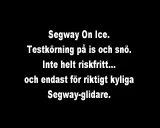 Segway On Ice.
Testkörning på is och snö.
Inte helt riskfritt...
och endast för riktigt kyliga
Segway-glidare.